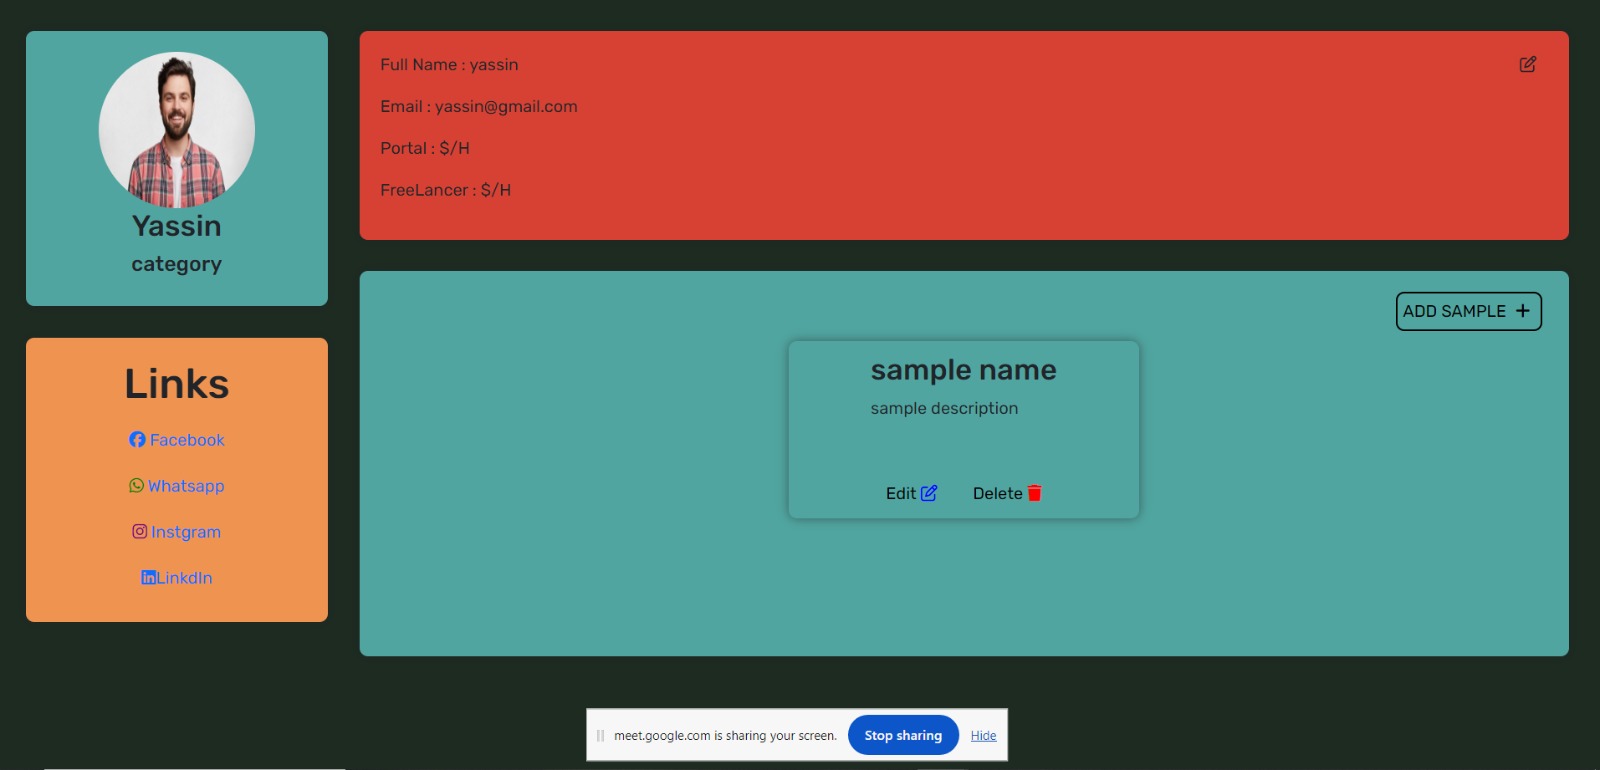 Yassin
category
Links
Facebook
Whatsapp
Instgram
LinkdIn
Full Name : yassin
Email : yassin@gmail.com
Portal : $/H
FreeLancer : $/H
ADD SAMPLE +
sample name
sample description
Edit Delete
meet.google.com is sharing your screen. Stop sharing Hide